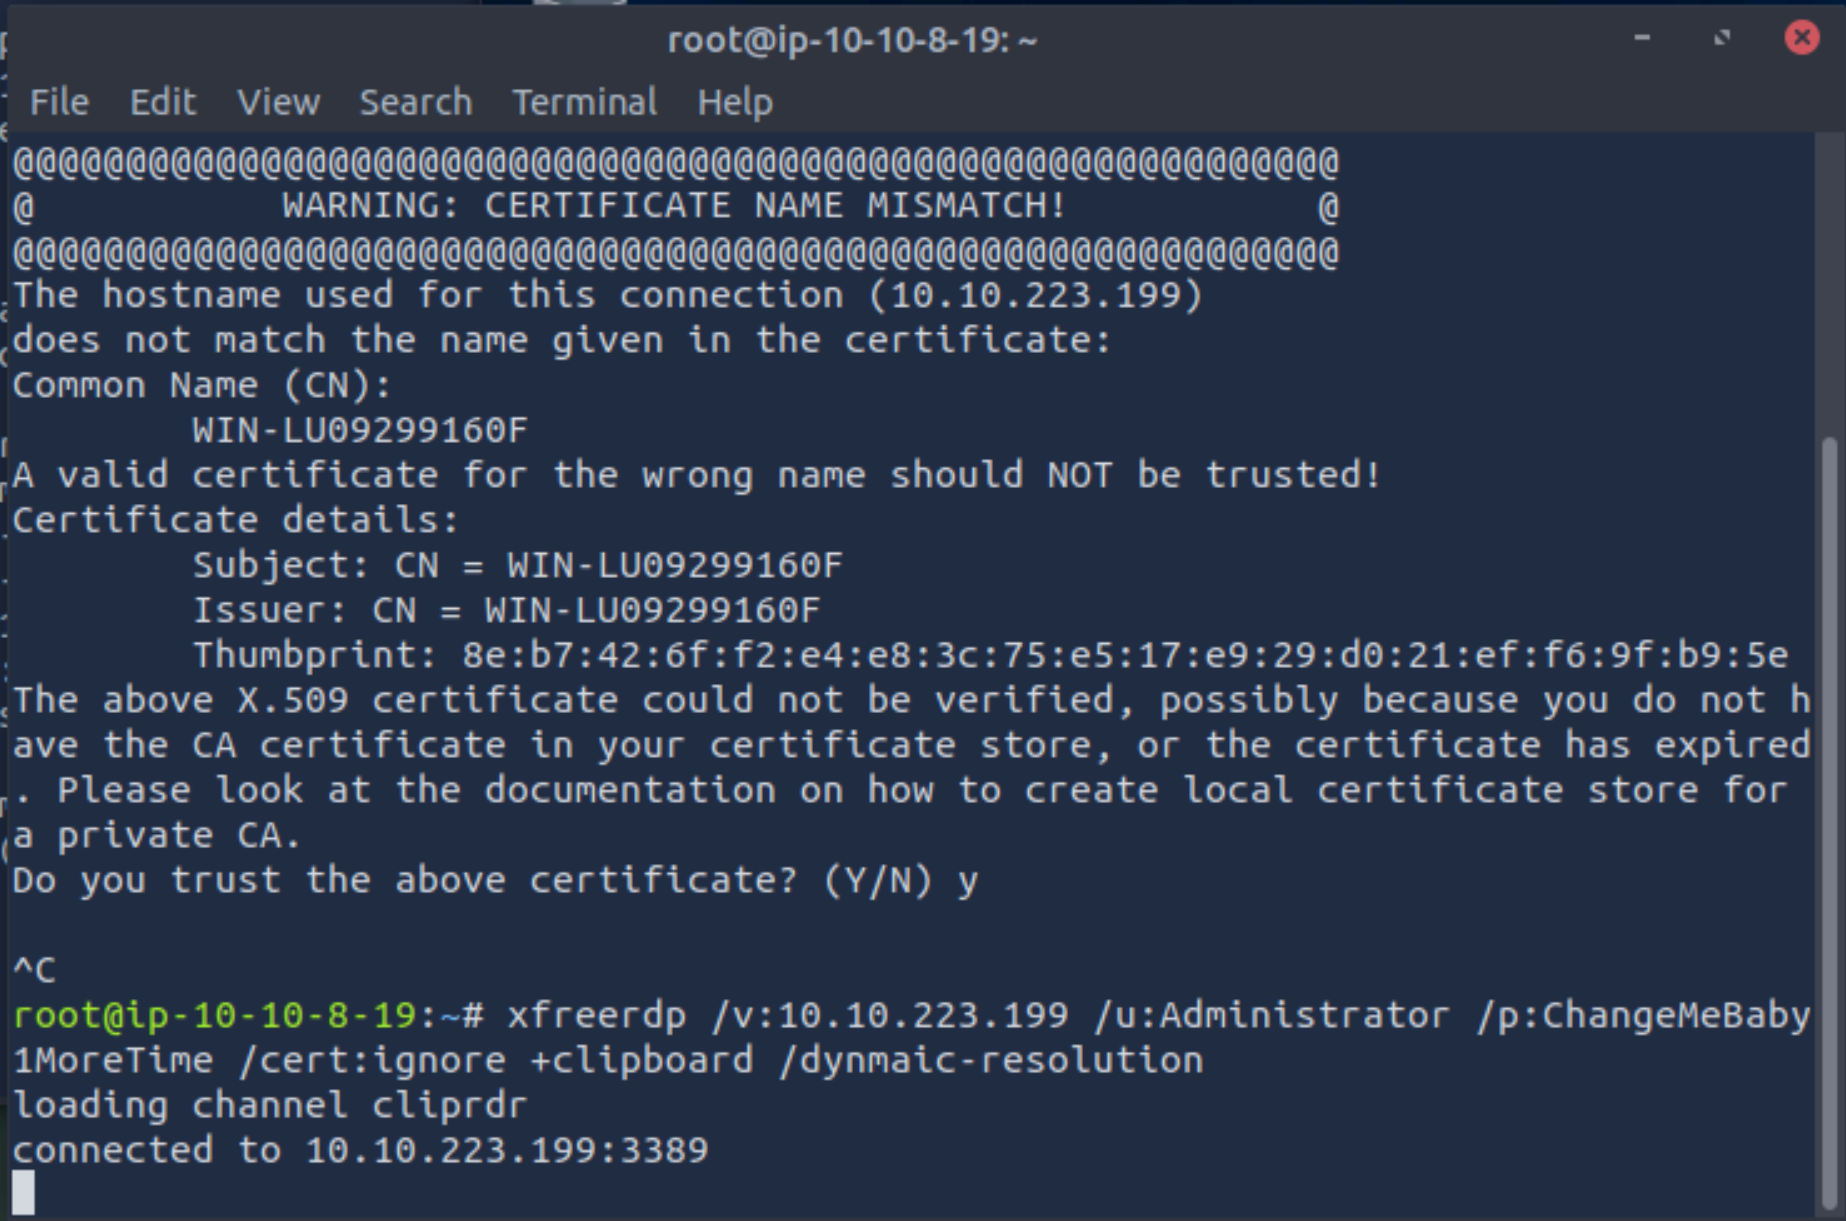 root@ip-10-10-8-19: ~
File Edit View Search Terminal Help
@@@@@@@@@@@@@@@@@@@@@@@@@@@@@@@@@@@@@@@@@@@@@@@@@@@@@@@@@@@
@           WARNING: CERTIFICATE NAME MISMATCH!           @
@@@@@@@@@@@@@@@@@@@@@@@@@@@@@@@@@@@@@@@@@@@@@@@@@@@@@@@@@@@
The hostname used for this connection (10.10.223.199)
does not match the name given in the certificate:
Common Name (CN):
        WIN-LU09299160F
A valid certificate for the wrong name should NOT be trusted!
Certificate details:
        Subject: CN = WIN-LU09299160F
        Issuer: CN = WIN-LU09299160F
        Thumbprint: 8e:b7:42:6f:f2:e4:e8:3c:75:e5:17:e9:29:d0:21:ef:f6:9f:b9:5e
The above X.509 certificate could not be verified, possibly because you do not h
ave the CA certificate in your certificate store, or the certificate has expired
. Please look at the documentation on how to create local certificate store for
a private CA.
Do you trust the above certificate? (Y/N) y
^C
root@ip-10-10-8-19:~# xfreerdp /v:10.10.223.199 /u:Administrator /p:ChangeMeBaby
1MoreTime /cert:ignore +clipboard /dynmaic-resolution
loading channel cliprdr
connected to 10.10.223.199:3389